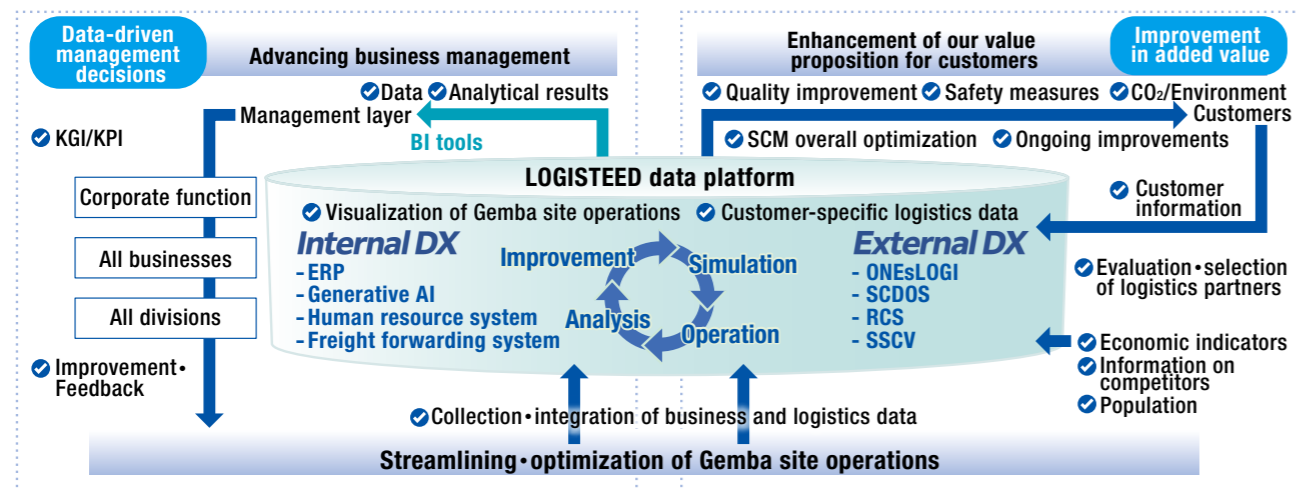 Data-driven
management
decisions
Advancing business management
Data
Analytical results
Management layer
BI tools
KGI/KPI
Corporate function
All businesses
All divisions
Improvement・
Feedback
Enhancement of our value
proposition for customers
Improvement
in added value
Quality improvement
Safety measures
CO₂/Environment
Customers
SCM overall optimization
Ongoing improvements
Customer
information
LOGISTEED data platform
Visualization of Gemba site operations
Customer-specific logistics data
Internal DX
- ERP
- Generative AI
- Human resource system
- Freight forwarding system
Improvement
Simulation
Analysis
Operation
External DX
- ONEsLOGI
- SCDOS
- RCS
- SSCV
Evaluation・selection
of logistics partners
Economic indicators
Information on
competitors
Population
Collection・integration of business and logistics data
Streamlining・optimization of Gemba site operations